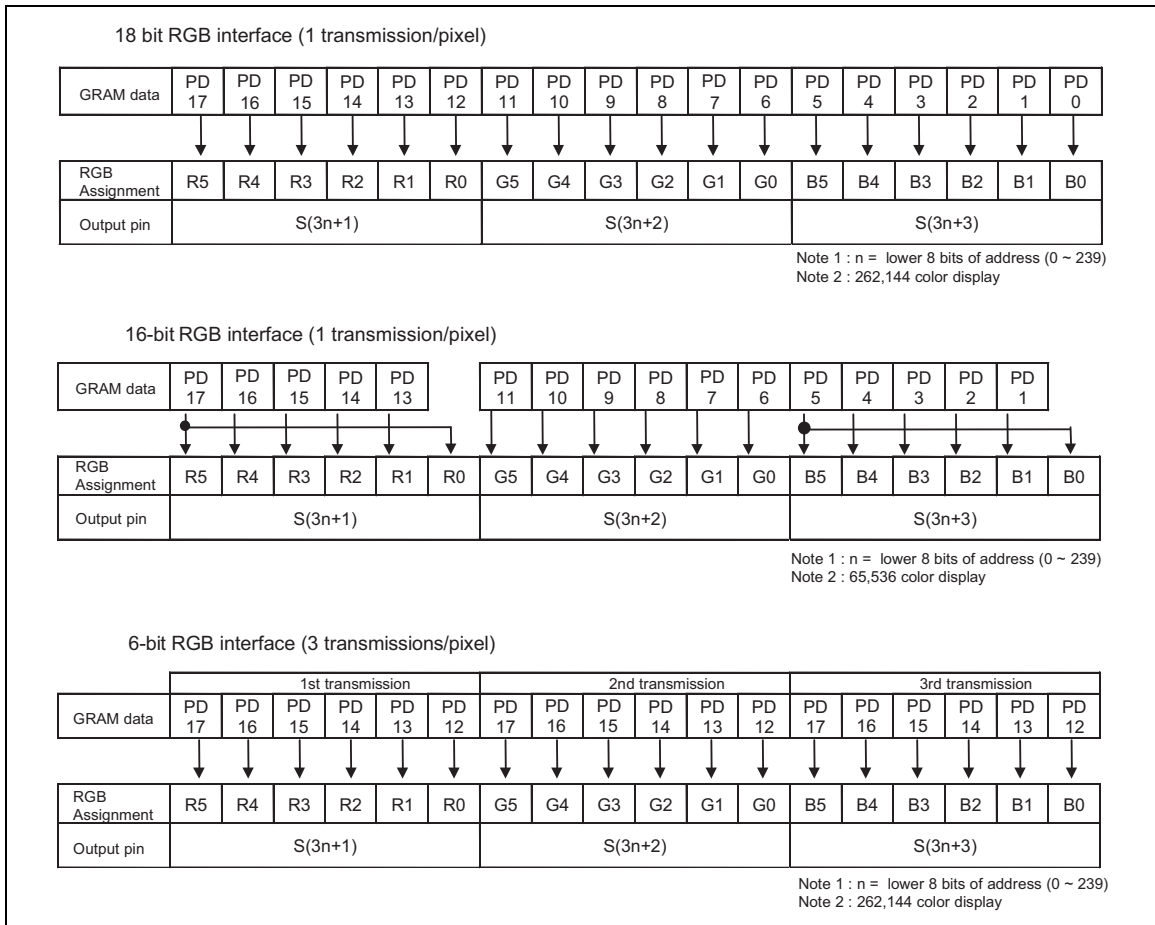 18 bit RGB interface (1 transmission/pixel)
GRAM data PD 17 PD 16 PD 15 PD 14 PD 13 PD 12 PD 11 PD 10 PD 9 PD 8 PD 7 PD 6 PD 5 PD 4 PD 3 PD 2 PD 1 PD 0
RGB Assignment R5 R4 R3 R2 R1 R0 G5 G4 G3 G2 G1 G0 B5 B4 B3 B2 B1 B0
Output pin S(3n+1) S(3n+2) S(3n+3)
Note 1 : n = lower 8 bits of address (0 ~ 239)
Note 2 : 262,144 color display
16-bit RGB interface (1 transmission/pixel)
GRAM data PD 17 PD 16 PD 15 PD 14 PD 13 PD 11 PD 10 PD 9 PD 8 PD 7 PD 6 PD 5 PD 4 PD 3 PD 2 PD 1
RGB Assignment R5 R4 R3 R2 R1 R0 G5 G4 G3 G2 G1 G0 B5 B4 B3 B2 B1 B0
Output pin S(3n+1) S(3n+2) S(3n+3)
Note 1 : n = lower 8 bits of address (0 ~ 239)
Note 2 : 65,536 color display
6-bit RGB interface (3 transmissions/pixel)
1st transmission 2nd transmission 3rd transmission
GRAM data PD 17 PD 16 PD 15 PD 14 PD 13 PD 12 PD 17 PD 16 PD 15 PD 14 PD 13 PD 12 PD 17 PD 16 PD 15 PD 14 PD 13 PD 12
RGB Assignment R5 R4 R3 R2 R1 R0 G5 G4 G3 G2 G1 G0 B5 B4 B3 B2 B1 B0
Output pin S(3n+1) S(3n+2) S(3n+3)
Note 1 : n = lower 8 bits of address (0 ~ 239)
Note 2 : 262,144 color display